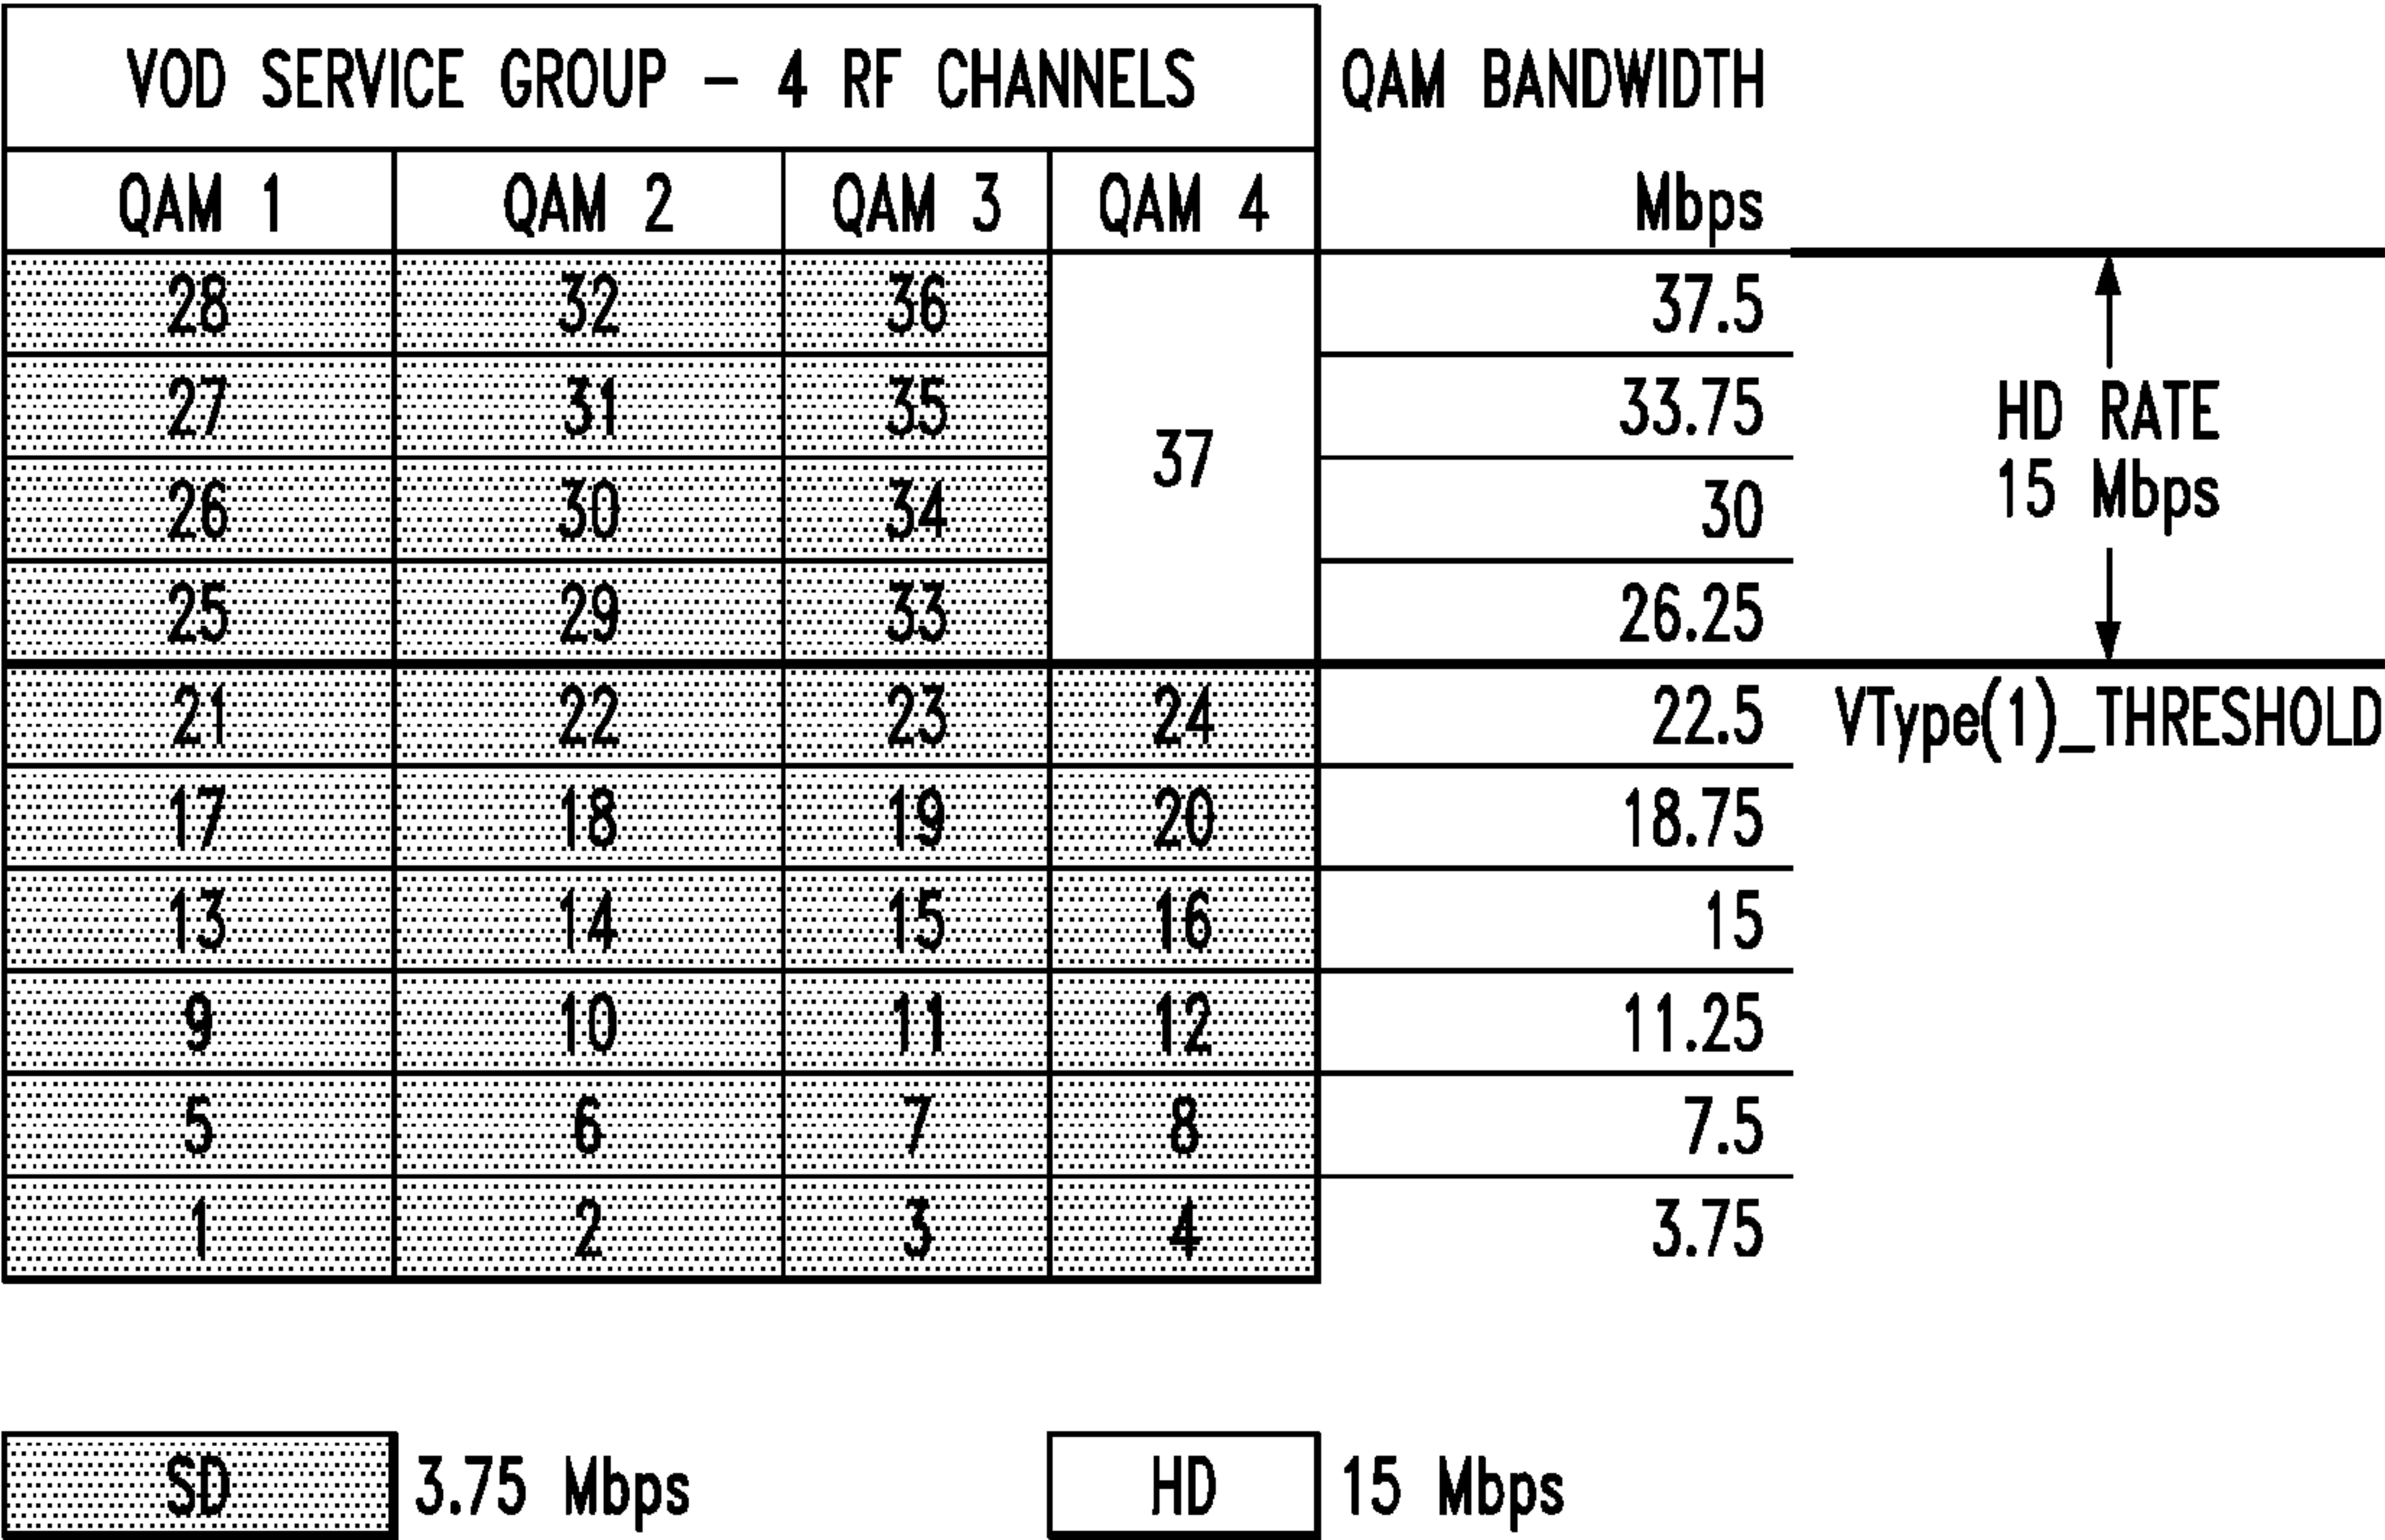 VOD SERVICE GROUP – 4 RF CHANNELS QAM BANDWIDTH
QAM 1 QAM 2 QAM 3 QAM 4 Mbps
28 32 36 37.5
27 31 35 33.75 HD RATE
37
26 30 34 30 15 Mbps
25 29 33 26.25
21 22 23 24 22.5 VType(1)_THRESHOLD
17 18 19 20 18.75
13 14 15 16 15
9 10 11 12 11.25
5 6 7 8 7.5
1 2 3 4 3.75
SD 3.75 Mbps HD 15 Mbps